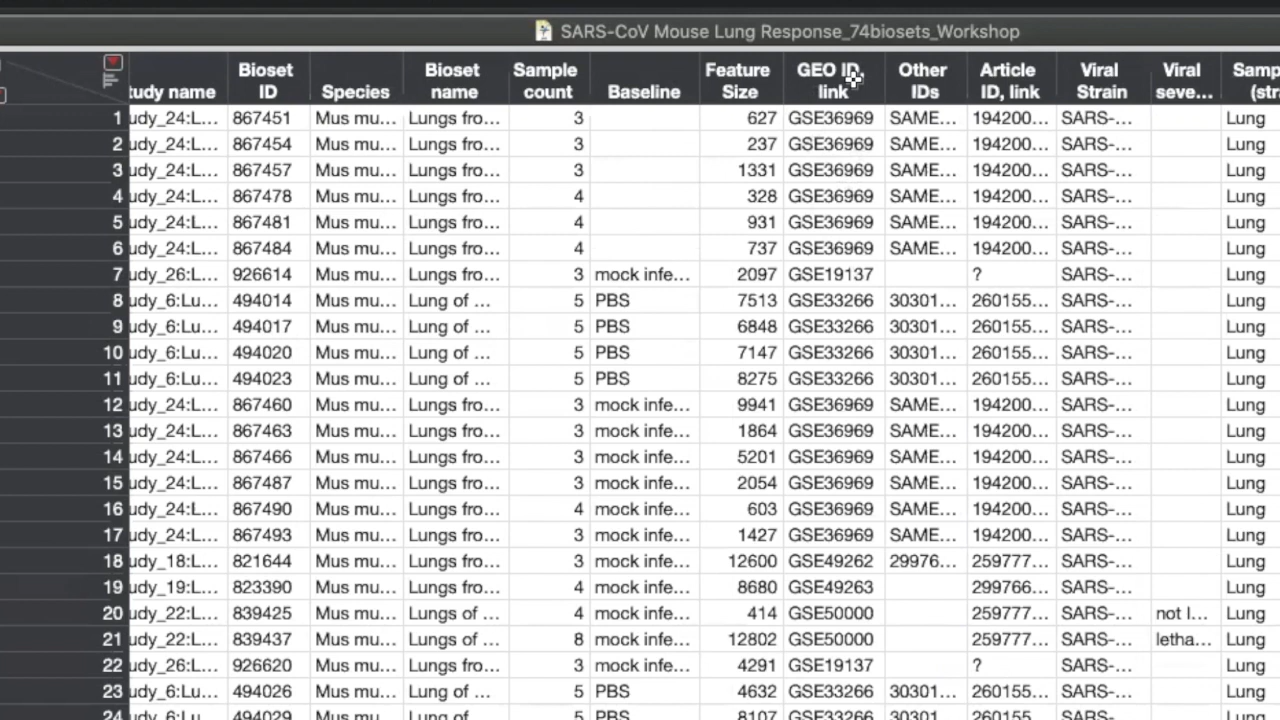 SARS-CoV Mouse Lung Response_74biosets_Workshop
tudy name Bioset ID Species Bioset name Sample count Baseline Feature Size GEO ID, link Other IDs Article ID, link Viral Strain Viral seve... Samp (stra
1 udy_24:L... 867451 Mus mu... Lungs fro... 3 627 GSE36969 SAME... 194200... SARS-... Lung
2 udy_24:L... 867454 Mus mu... Lungs fro... 3 237 GSE36969 SAME... 194200... SARS-... Lung
3 udy_24:L... 867457 Mus mu... Lungs fro... 3 1331 GSE36969 SAME... 194200... SARS-... Lung
4 udy_24:L... 867478 Mus mu... Lungs fro... 4 328 GSE36969 SAME... 194200... SARS-... Lung
5 udy_24:L... 867481 Mus mu... Lungs fro... 4 931 GSE36969 SAME... 194200... SARS-... Lung
6 udy_24:L... 867484 Mus mu... Lungs fro... 4 737 GSE36969 SAME... 194200... SARS-... Lung
7 udy_26:L... 926614 Mus mu... Lungs fro... 3 mock infe... 2097 GSE19137 ? SARS-... Lung
8 udy_6:Lu... 494014 Mus mu... Lung of ... 5 PBS 7513 GSE33266 30301... 260155... SARS-... Lung
9 udy_6:Lu... 494017 Mus mu... Lung of ... 5 PBS 6848 GSE33266 30301... 260155... SARS-... Lung
10 udy_6:Lu... 494020 Mus mu... Lung of ... 5 PBS 7147 GSE33266 30301... 260155... SARS-... Lung
11 udy_6:Lu... 494023 Mus mu... Lung of ... 5 PBS 8275 GSE33266 30301... 260155... SARS-... Lung
12 udy_24:L... 867460 Mus mu... Lungs fro... 3 mock infe... 9941 GSE36969 SAME... 194200... SARS-... Lung
13 udy_24:L... 867463 Mus mu... Lungs fro... 3 mock infe... 1864 GSE36969 SAME... 194200... SARS-... Lung
14 udy_24:L... 867466 Mus mu... Lungs fro... 3 mock infe... 5201 GSE36969 SAME... 194200... SARS-... Lung
15 udy_24:L... 867487 Mus mu... Lungs fro... 3 mock infe... 2054 GSE36969 SAME... 194200... SARS-... Lung
16 udy_24:L... 867490 Mus mu... Lungs fro... 4 mock infe... 603 GSE36969 SAME... 194200... SARS-... Lung
17 udy_24:L... 867493 Mus mu... Lungs fro... 3 mock infe... 1427 GSE36969 SAME... 194200... SARS-... Lung
18 udy_18:L... 821644 Mus mu... Lungs fro... 3 mock infe... 12600 GSE49262 29976... 259777... SARS-... Lung
19 udy_19:L... 823390 Mus mu... Lungs fro... 4 mock infe... 8680 GSE49263 299766... SARS-... Lung
20 udy_22:L... 839425 Mus mu... Lungs of ... 4 mock infe... 414 GSE50000 259777... SARS-... not l... Lung
21 udy_22:L... 839437 Mus mu... Lungs of ... 8 mock infe... 12802 GSE50000 259777... SARS-... letha... Lung
22 udy_26:L... 926620 Mus mu... Lungs fro... 3 mock infe... 4291 GSE19137 ? SARS-... Lung
23 udy_6:Lu... 494026 Mus mu... Lung of ... 5 PBS 4632 GSE33266 30301... 260155... SARS-... Lung
24 udy_6:Lu... 494029 Mus mu... Lung of ... 5 PBS 8107 GSE33266 30301... 260155... SARS-... Lung